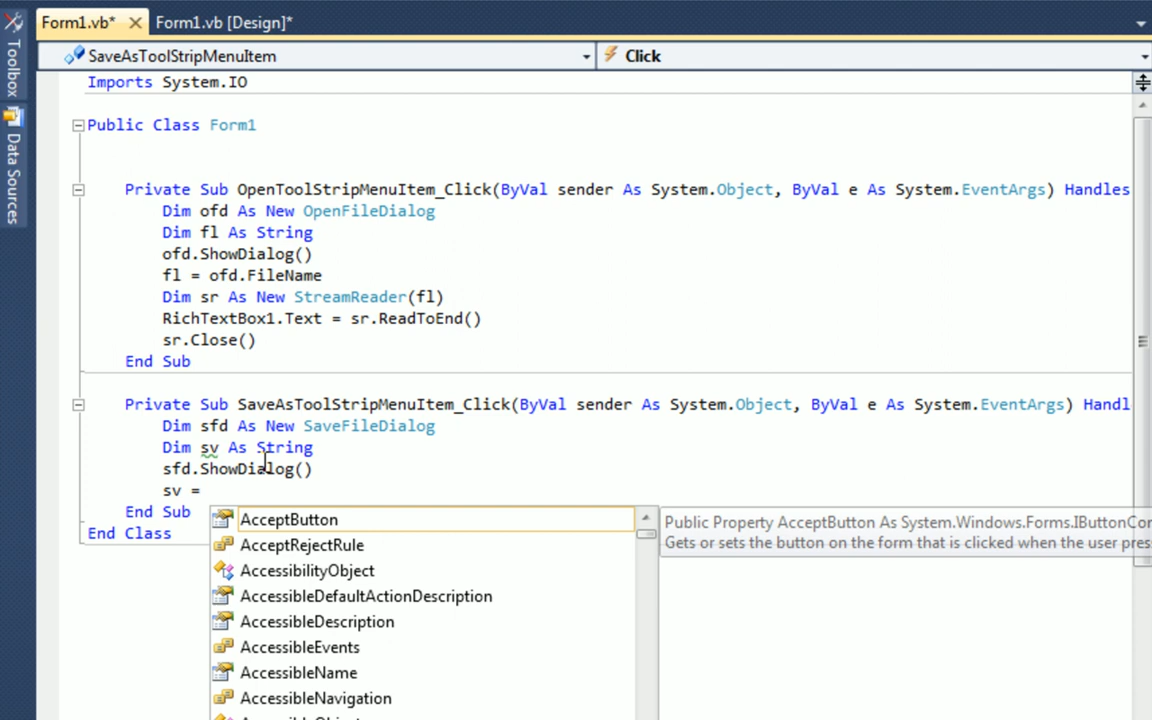 Form1.vb* Form1.vb [Design]*
SaveAsToolStripMenuItem Click
Toolbox
Data Sources
Imports System.IO
Public Class Form1
Private Sub OpenToolStripMenuItem_Click(ByVal sender As System.Object, ByVal e As System.EventArgs) Handles
Dim ofd As New OpenFileDialog
Dim fl As String
ofd.ShowDialog()
fl = ofd.FileName
Dim sr As New StreamReader(fl)
RichTextBox1.Text = sr.ReadToEnd()
sr.Close()
End Sub
Private Sub SaveAsToolStripMenuItem_Click(ByVal sender As System.Object, ByVal e As System.EventArgs) Handl
Dim sfd As New SaveFileDialog
Dim sv As String
sfd.ShowDialog()
sv =
End Sub
End Class
AcceptButton
AcceptRejectRule
AccessibilityObject
AccessibleDefaultActionDescription
AccessibleDescription
AccessibleEvents
AccessibleName
AccessibleNavigation
Public Property AcceptButton As System.Windows.Forms.IButtonCor
Gets or sets the button on the form that is clicked when the user pres